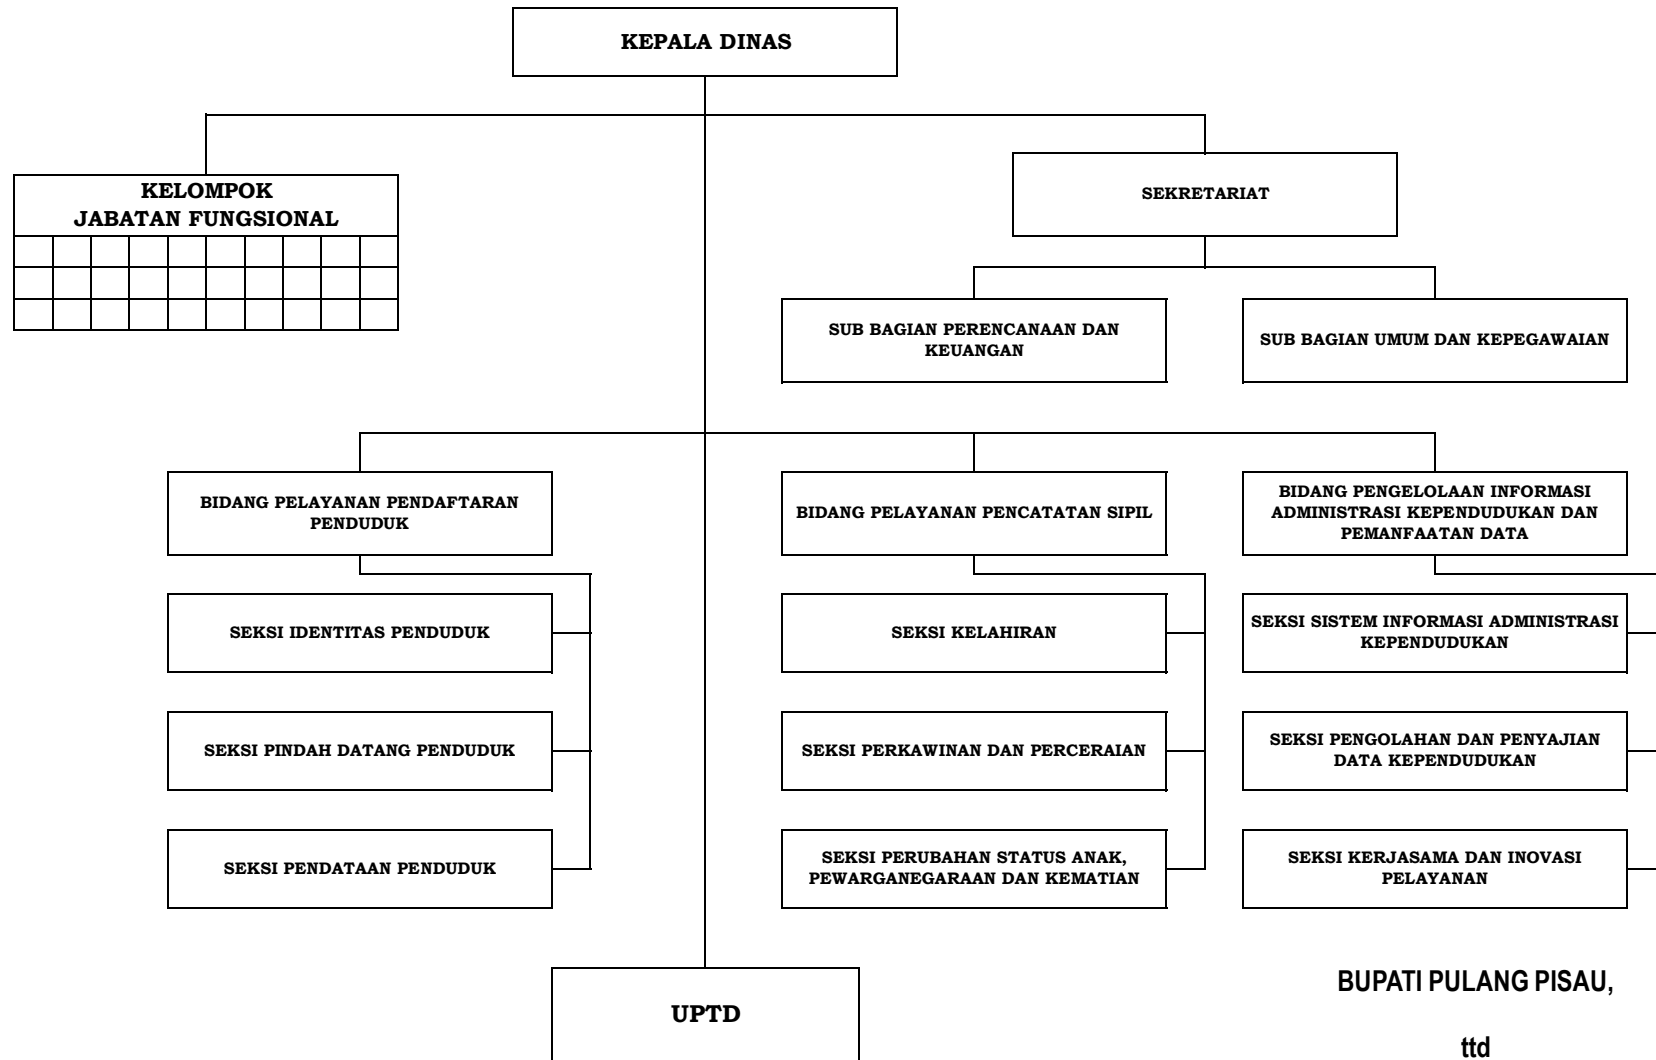 KEPALA DINAS
KELOMPOK
JABATAN FUNGSIONAL
SEKRETARIAT
SUB BAGIAN PERENCANAAN DAN
KEUANGAN
SUB BAGIAN UMUM DAN KEPEGAWAIAN
BIDANG PELAYANAN PENDAFTARAN
PENDUDUK
BIDANG PELAYANAN PENCATATAN SIPIL
BIDANG PENGELOLAAN INFORMASI
ADMINISTRASI KEPENDUDUKAN DAN
PEMANFAATAN DATA
SEKSI IDENTITAS PENDUDUK
SEKSI KELAHIRAN
SEKSI SISTEM INFORMASI ADMINISTRASI
KEPENDUDUKAN
SEKSI PINDAH DATANG PENDUDUK
SEKSI PERKAWINAN DAN PERCERAIAN
SEKSI PENGOLAHAN DAN PENYAJIAN
DATA KEPENDUDUKAN
SEKSI PENDATAAN PENDUDUK
SEKSI PERUBAHAN STATUS ANAK,
PEWARGANEGARAAN DAN KEMATIAN
SEKSI KERJASAMA DAN INOVASI
PELAYANAN
UPTD
BUPATI PULANG PISAU,
ttd